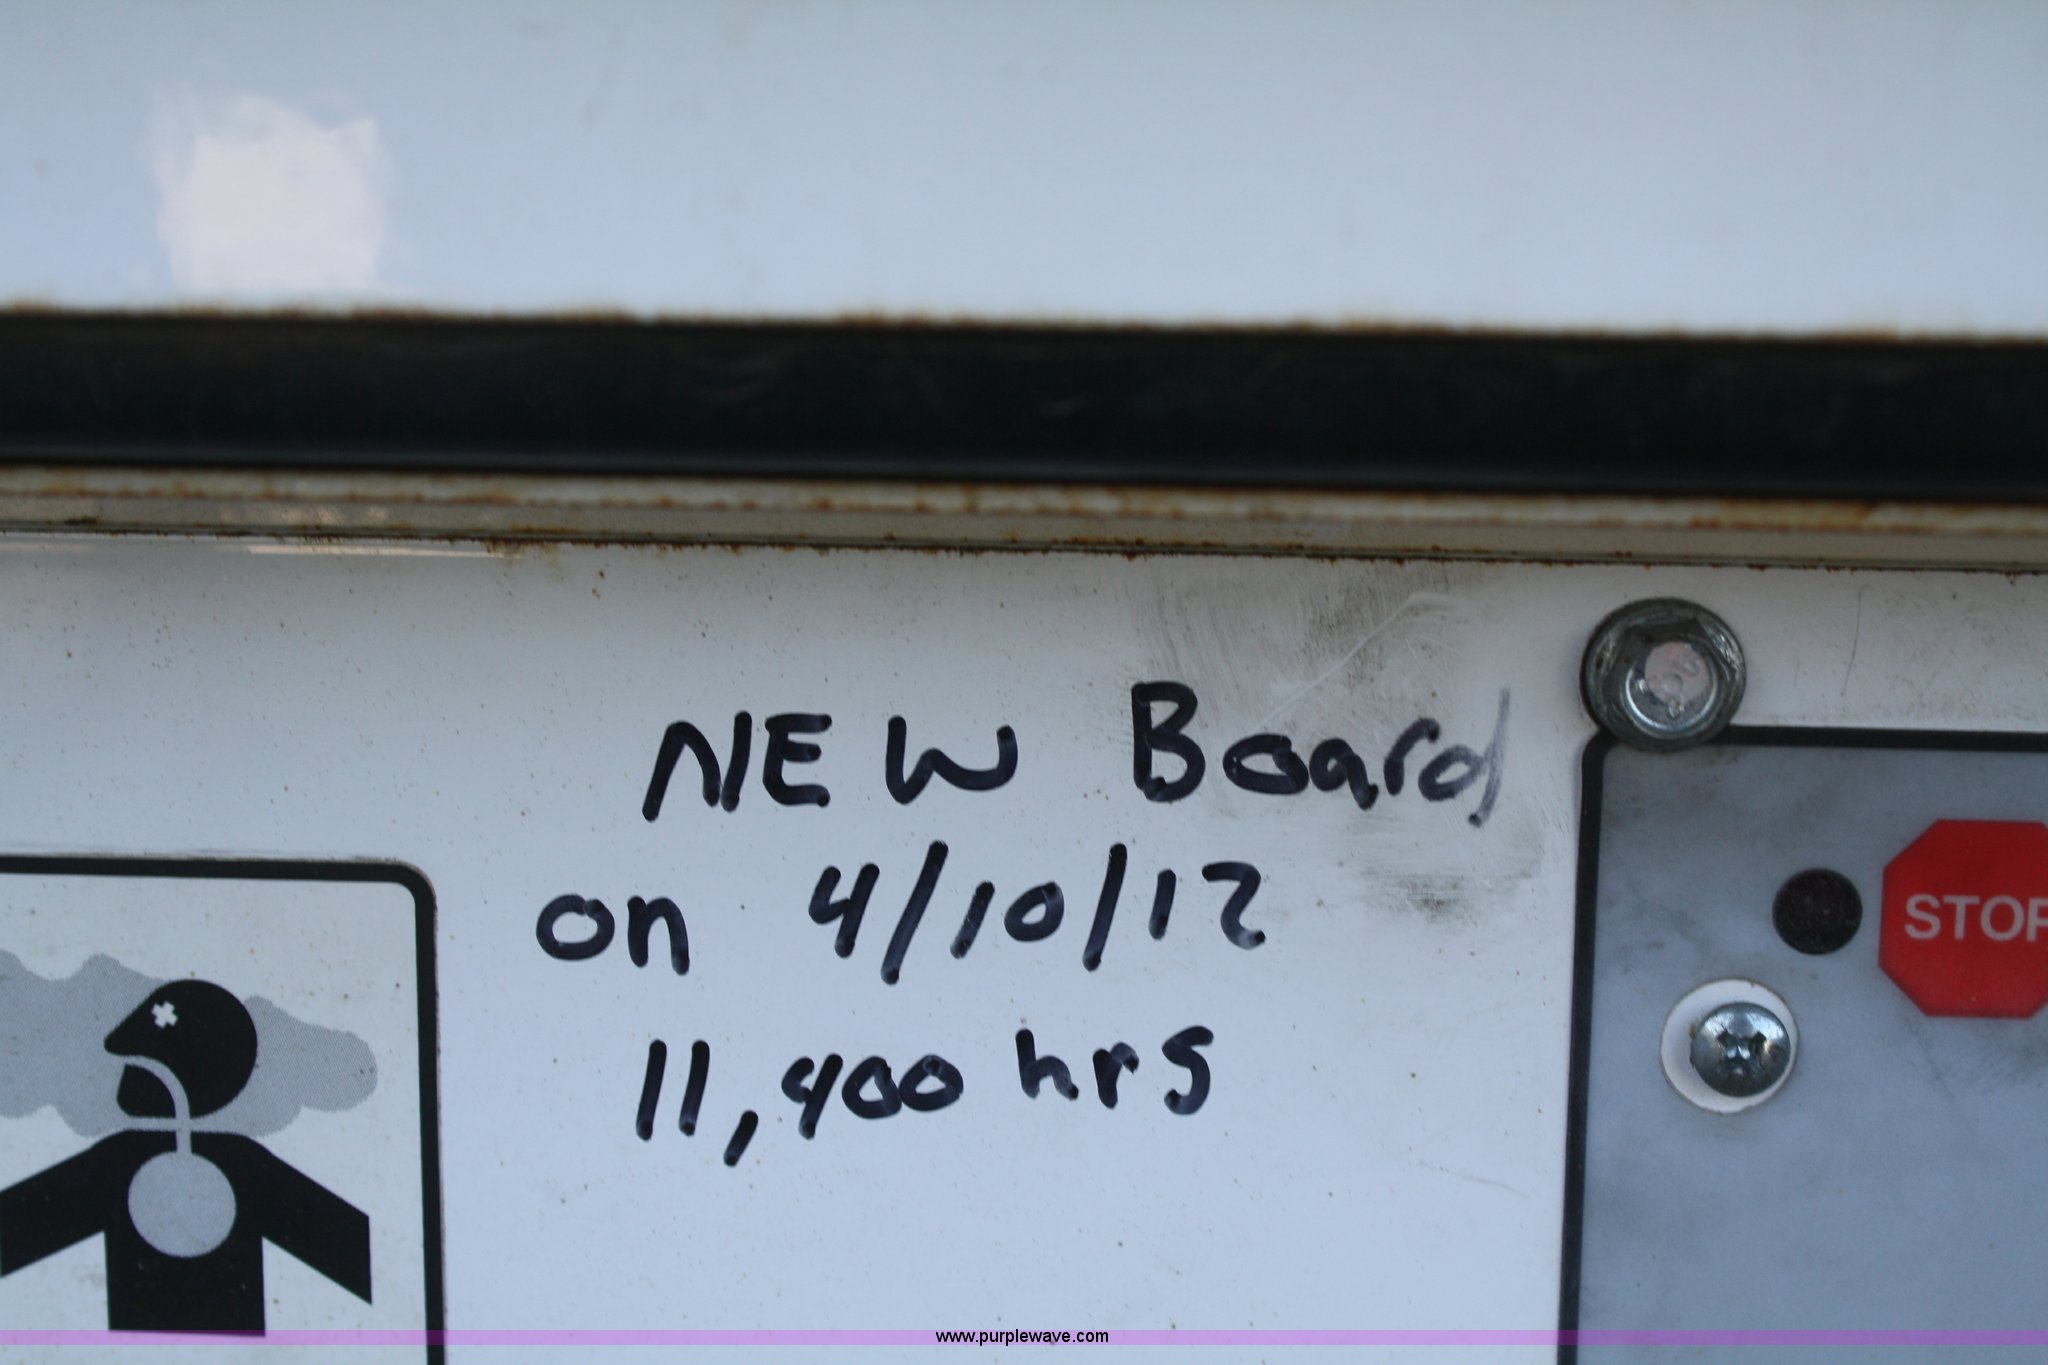 NEW Board
on 4/10/12
11,400 hrs
STOP
www.purplewave.com